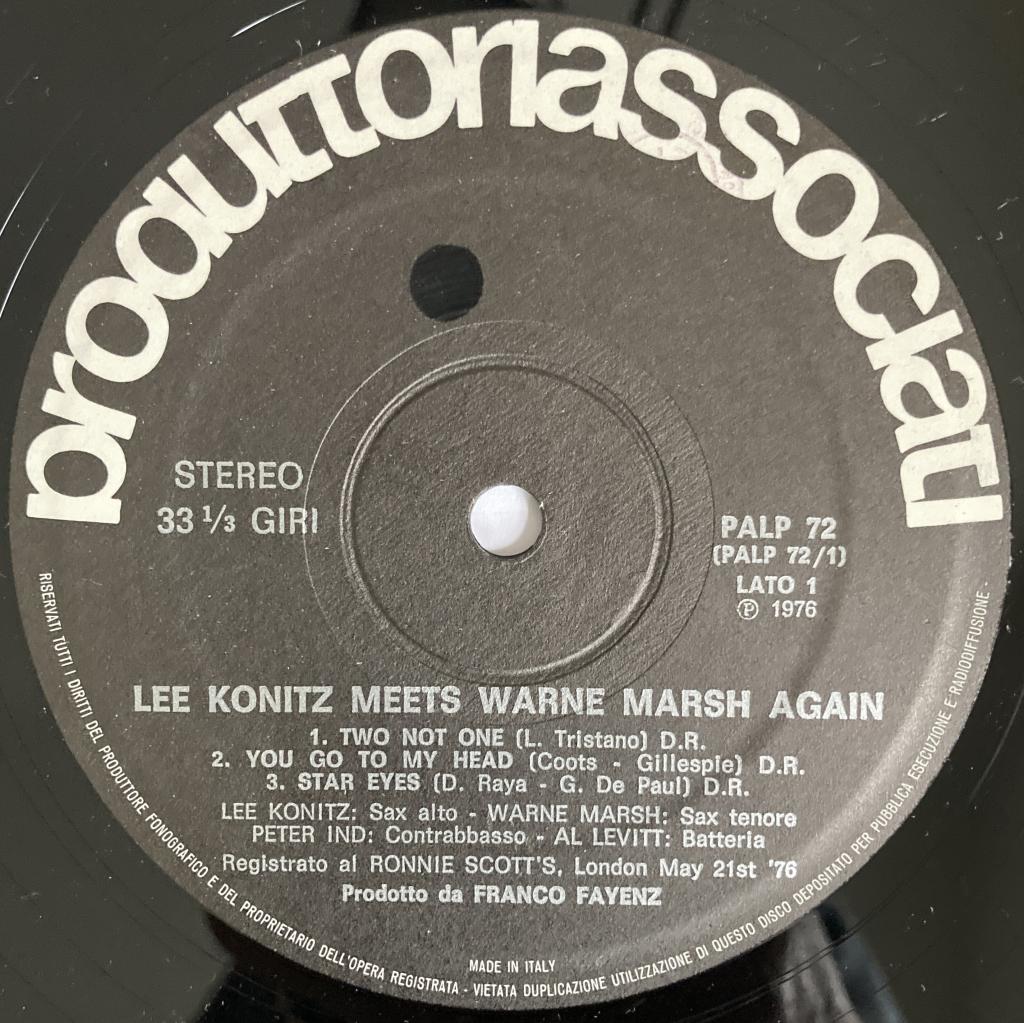 produttoriassociati
STEREO
33 1/3 GIRI
PALP 72
(PALP 72/1)
LATO 1
Ⓟ 1976
LEE KONITZ MEETS WARNE MARSH AGAIN
1. TWO NOT ONE (L. Tristano) D.R.
2. YOU GO TO MY HEAD (Coots - Gillespie) D.R.
3. STAR EYES (D. Raya - G. De Paul) D.R.
LEE KONITZ: Sax alto - WARNE MARSH: Sax tenore
PETER IND: Contrabbasso - AL LEVITT: Batteria
Registrato al RONNIE SCOTT'S, London May 21st '76
Prodotto da FRANCO FAYENZ
MADE IN ITALY
RISERVATI TUTTI I DIRITTI DEL PRODUTTORE FONOGRAFICO E DEL PROPRIETARIO DELL'OPERA REGISTRATA - VIETATA DUPLICAZIONE UTILIZZAZIONE DI QUESTO DISCO DEPOSITATO PER PUBBLICA ESECUZIONE E RADIODIFFUSIONE -